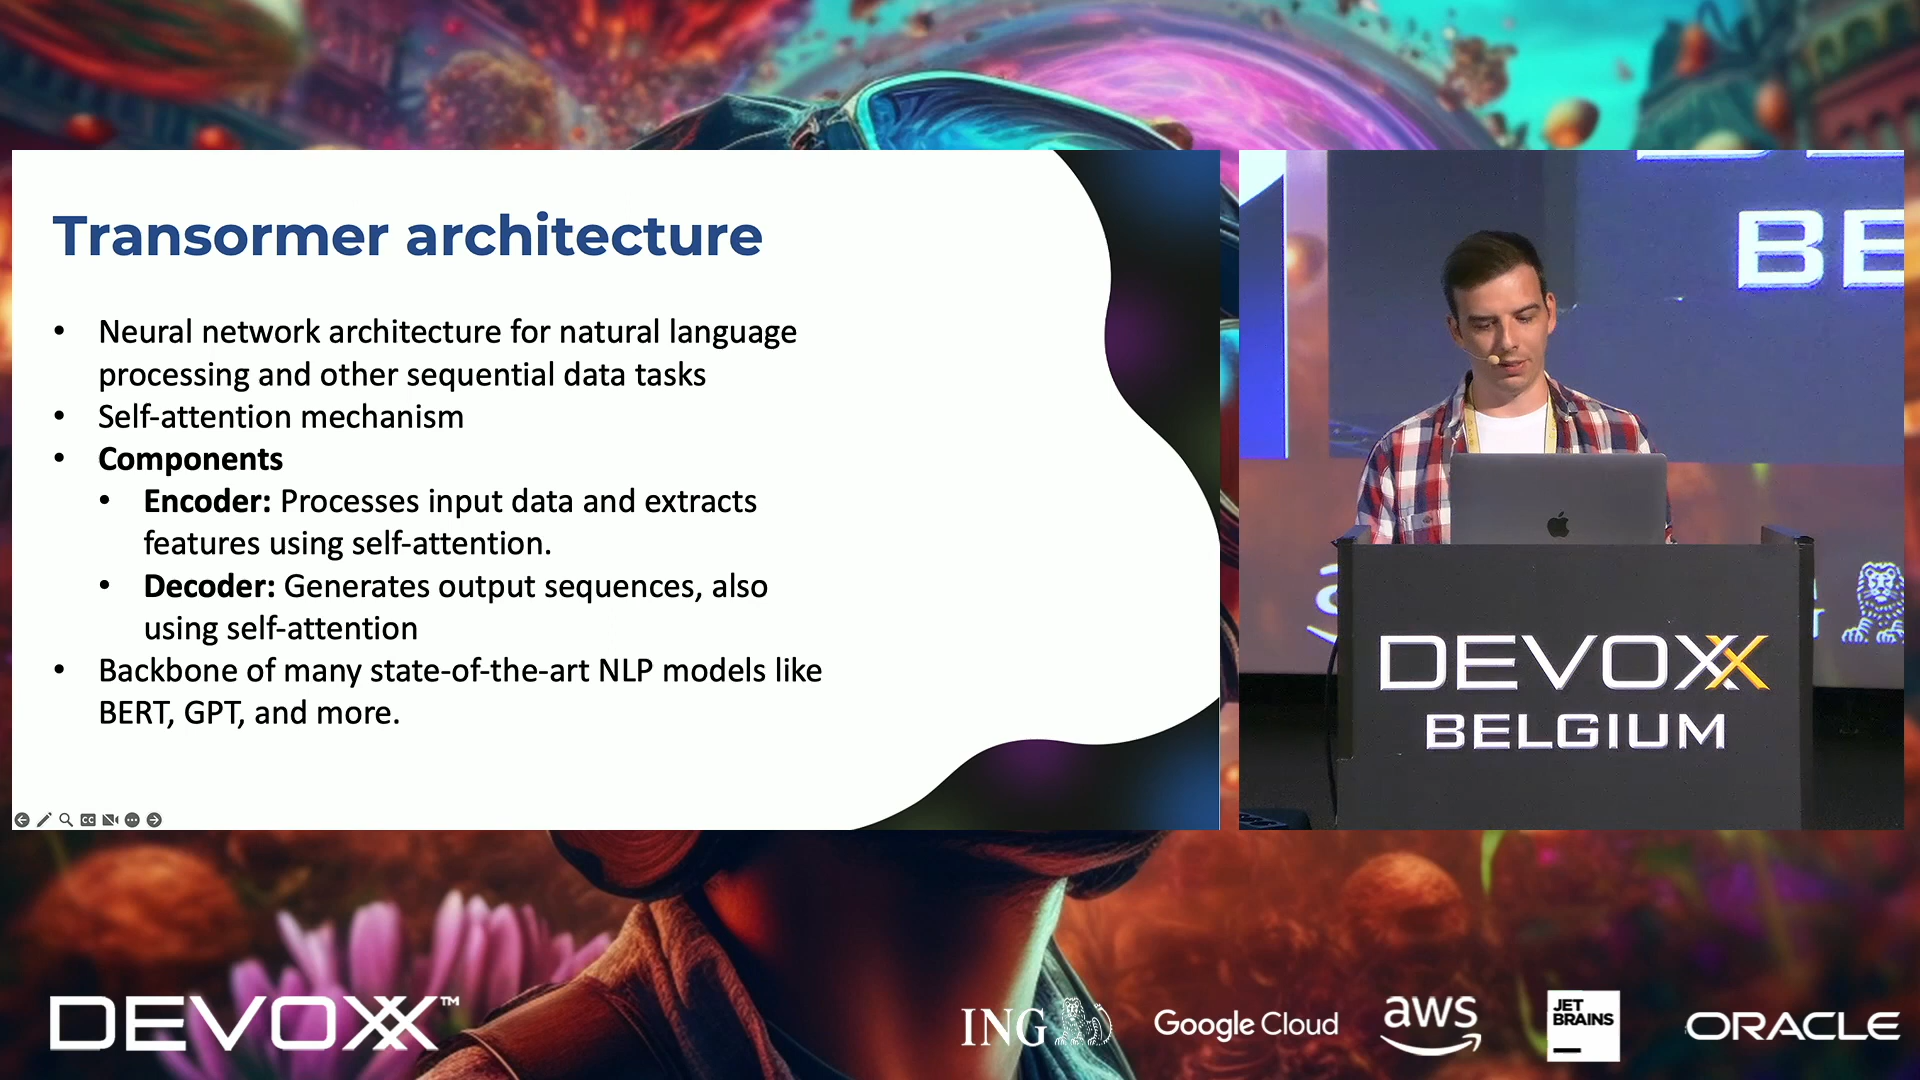 Transormer architecture
• Neural network architecture for natural language
processing and other sequential data tasks
• Self-attention mechanism
• Components
• Encoder: Processes input data and extracts
features using self-attention.
• Decoder: Generates output sequences, also
using self-attention
• Backbone of many state-of-the-art NLP models like
BERT, GPT, and more.
CC
BE
DEVOXX
BELGIUM
DEVOXX™
ING
Google Cloud
aws
JET
BRAINS
ORACLE